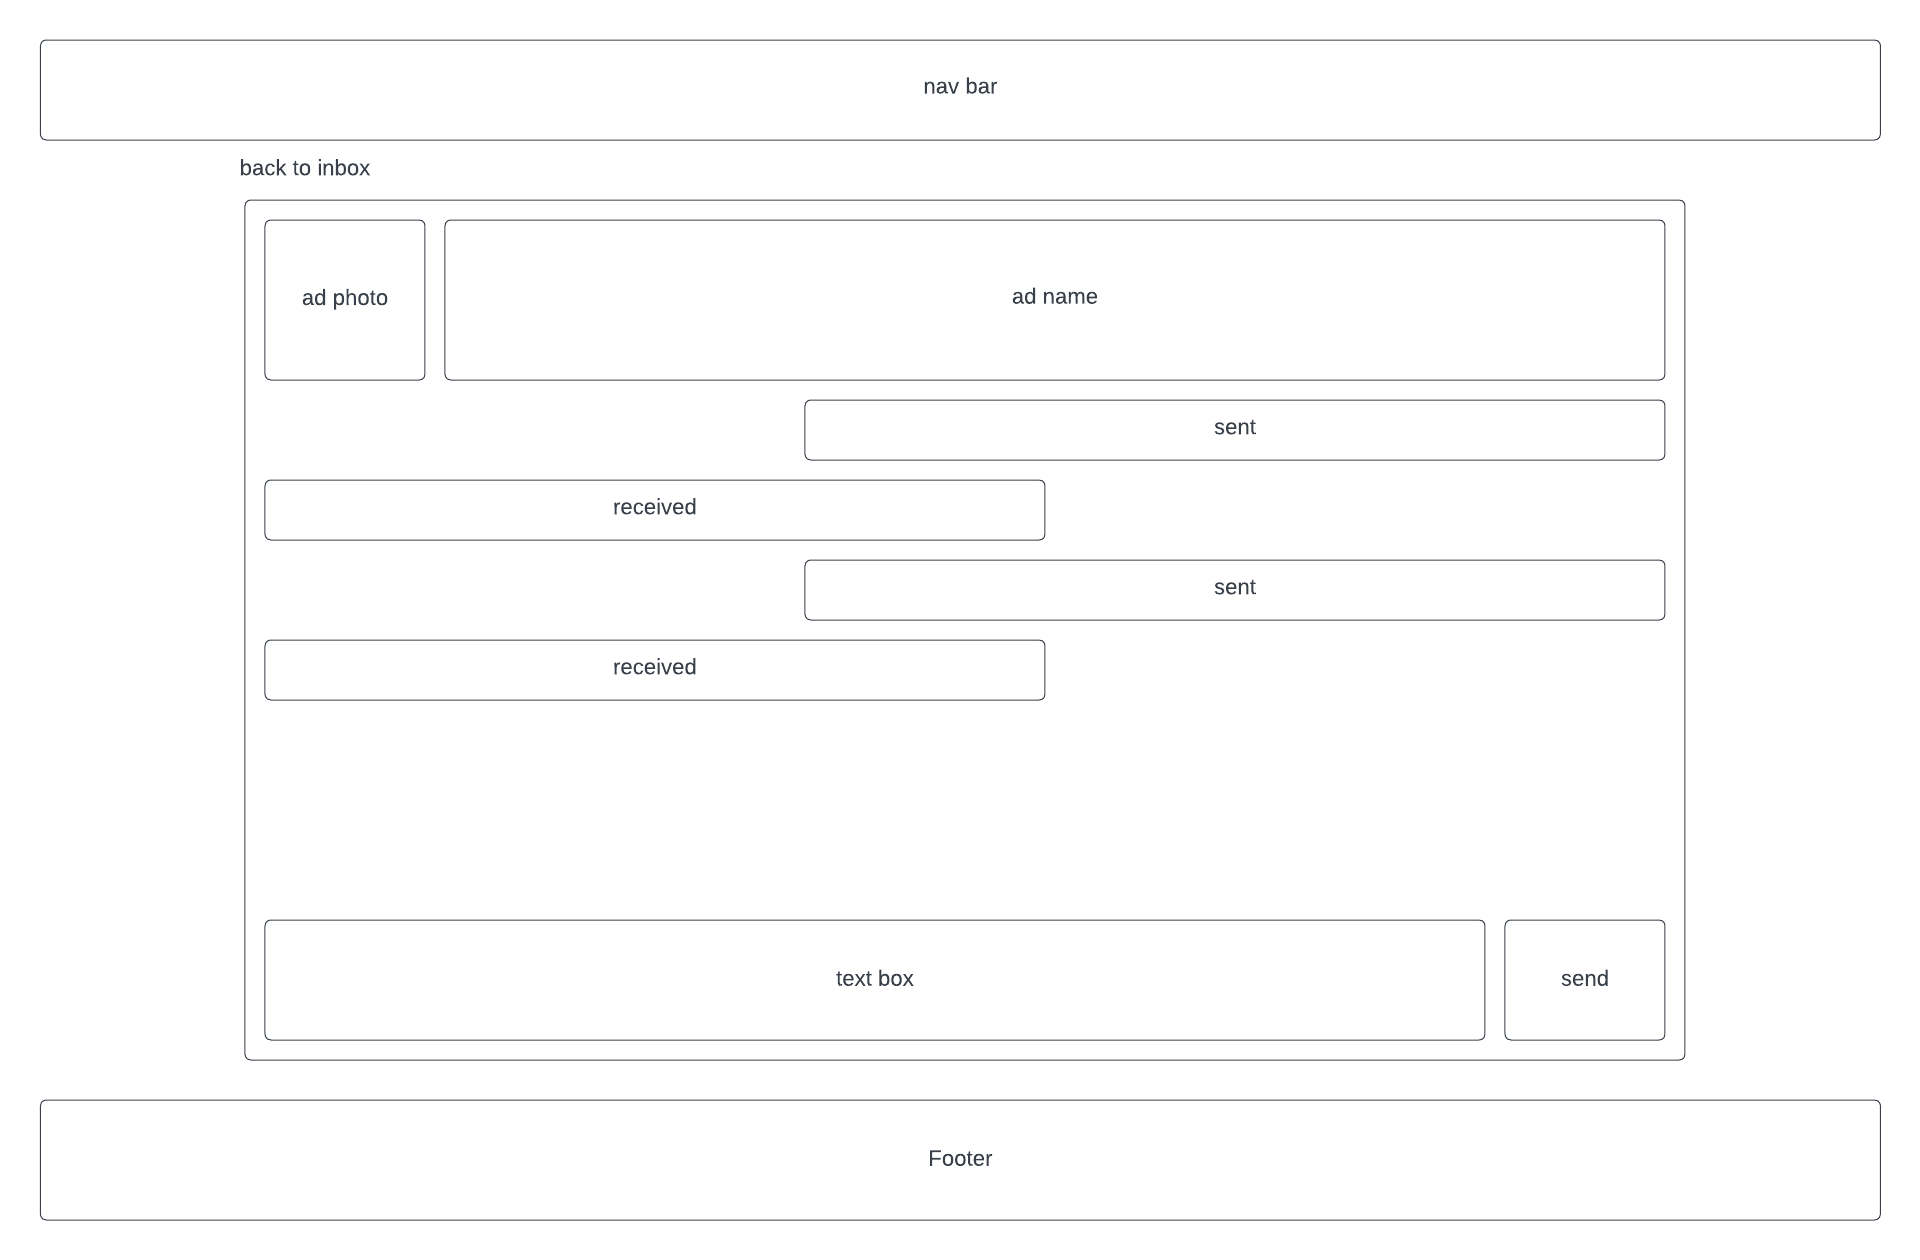 nav bar
back to inbox
ad photo
ad name
sent
received
sent
received
text box
send
Footer